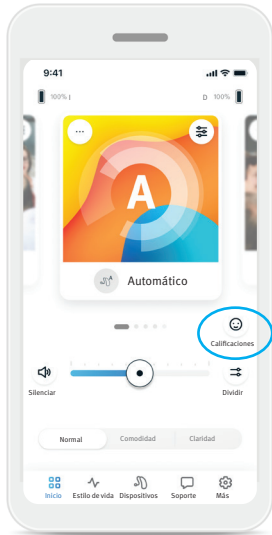 9:41
100% I
D 100%
...
A
Automático
Calificaciones
Silenciar
Dividir
Normal Comodidad Claridad
Inicio Estilo de vida Dispositivos Soporte Más